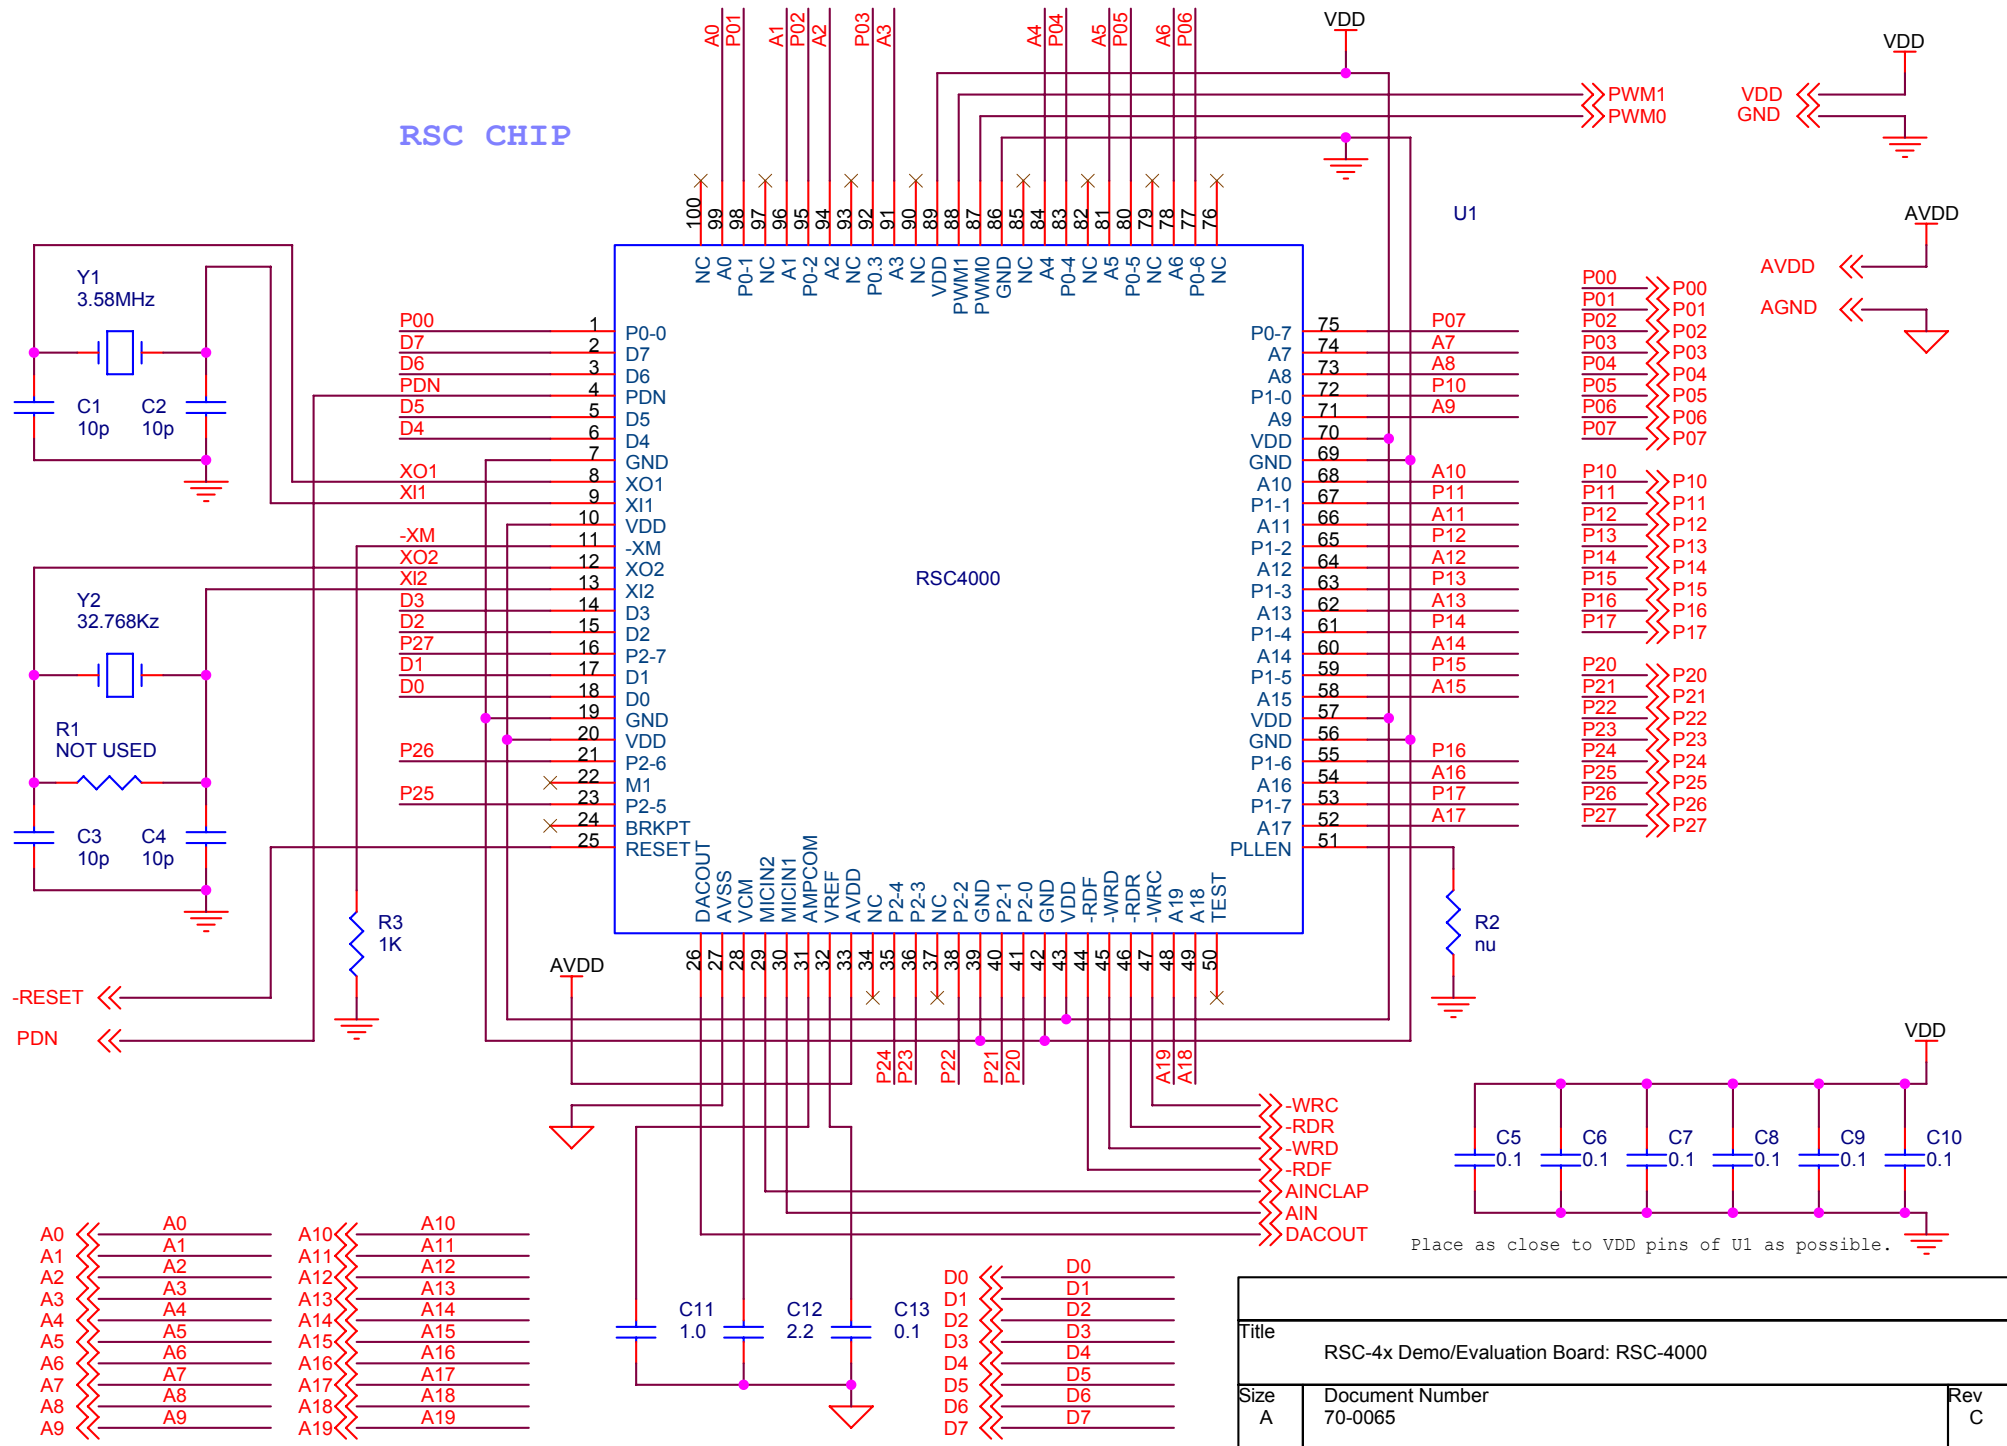 A0
P01
A1
P02
A2
P03
A3
A4
P04
A5
P05
A6
P06
VDD
PWM1
PWM0
VDD
GND
VDD
RSC CHIP
U1
AVDD
AVDD
AGND
100
99
98
97
96
95
94
93
92
91
90
89
88
87
86
85
84
83
82
81
80
79
78
77
76
NC
A0
P0-1
NC
A1
P0-2
A2
NC
P0.3
A3
NC
VDD
PWM1
PWM0
GND
NC
A4
P0-4
NC
A5
P0-5
NC
A6
P0-6
NC
Y1
3.58MHz
C1
10p
C2
10p
Y2
32.768Kz
R1
NOT USED
C3
10p
C4
10p
R3
1K
-RESET
PDN
P00 1 P0-0
D7 2 D7
D6 3 D6
PDN 4 PDN
D5 5 D5
D4 6 D4
7 GND
XO1 8 XO1
XI1 9 XI1
10 VDD
-XM 11 -XM
XO2 12 XO2
XI2 13 XI2
D3 14 D3
D2 15 D2
P27 16 P2-7
D1 17 D1
D0 18 D0
19 GND
20 VDD
P26 21 P2-6
22 M1
P25 23 P2-5
24 BRKPT
25 RESET
RSC4000
P0-7 75 P07
A7 74 A7
A8 73 A8
P1-0 72 P10
A9 71 A9
VDD 70
GND 69
A10 68 A10
P1-1 67 P11
A11 66 A11
P1-2 65 P12
A12 64 A12
P1-3 63 P13
A13 62 A13
P1-4 61 P14
A14 60 A14
P1-5 59 P15
A15 58 A15
VDD 57
GND 56
P1-6 55 P16
A16 54 A16
P1-7 53 P17
A17 52 A17
PLLEN 51
P00 P00
P01 P01
P02 P02
P03 P03
P04 P04
P05 P05
P06 P06
P07 P07
P10 P10
P11 P11
P12 P12
P13 P13
P14 P14
P15 P15
P16 P16
P17 P17
P20 P20
P21 P21
P22 P22
P23 P23
P24 P24
P25 P25
P26 P26
P27 P27
DACOUT
AVSS
VCM
MICIN2
MICIN1
AMPCOM
VREF
AVDD
NC
P2-4
P2-3
NC
P2-2
GND
P2-1
P2-0
GND
VDD
-RDF
-WRD
-RDR
-WRC
A19
A18
TEST
26
27
28
29
30
31
32
33
34
35
36
37
38
39
40
41
42
43
44
45
46
47
48
49
50
AVDD
R2
nu
P24
P23
P22
P21
P20
A19
A18
-WRC
-RDR
-WRD
-RDF
AINCLAP
AIN
DACOUT
VDD
C5
0.1
C6
0.1
C7
0.1
C8
0.1
C9
0.1
C10
0.1
Place as close to VDD pins of U1 as possible.
A0 A0
A1 A1
A2 A2
A3 A3
A4 A4
A5 A5
A6 A6
A7 A7
A8 A8
A9 A9
A10 A10
A11 A11
A12 A12
A13 A13
A14 A14
A15 A15
A16 A16
A17 A17
A18 A18
A19 A19
C11
1.0
C12
2.2
C13
0.1
D0 D0
D1 D1
D2 D2
D3 D3
D4 D4
D5 D5
D6 D6
D7 D7
Title
RSC-4x Demo/Evaluation Board: RSC-4000
Size
A
Document Number
70-0065
Rev
C